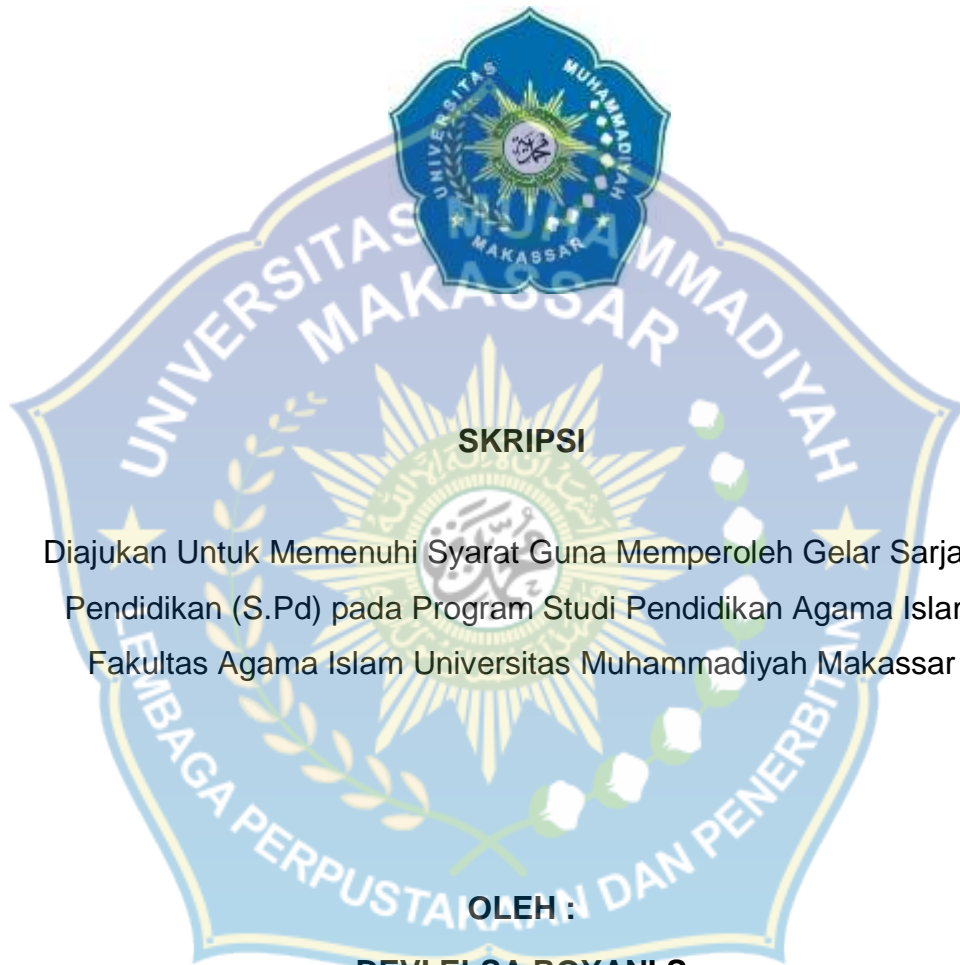 UNIVERSITAS MUHAMMADIYAH
MAKASSAR
UNIVERSITAS MUHAMMADIYAH
MAKASSAR
SKRIPSI
Diajukan Untuk Memenuhi Syarat Guna Memperoleh Gelar Sarja
Pendidikan (S.Pd) pada Program Studi Pendidikan Agama Islam
Fakultas Agama Islam Universitas Muhammadiyah Makassar
LEMBAGA PERPUSTAKAAN DAN PENERBITAN
OLEH :